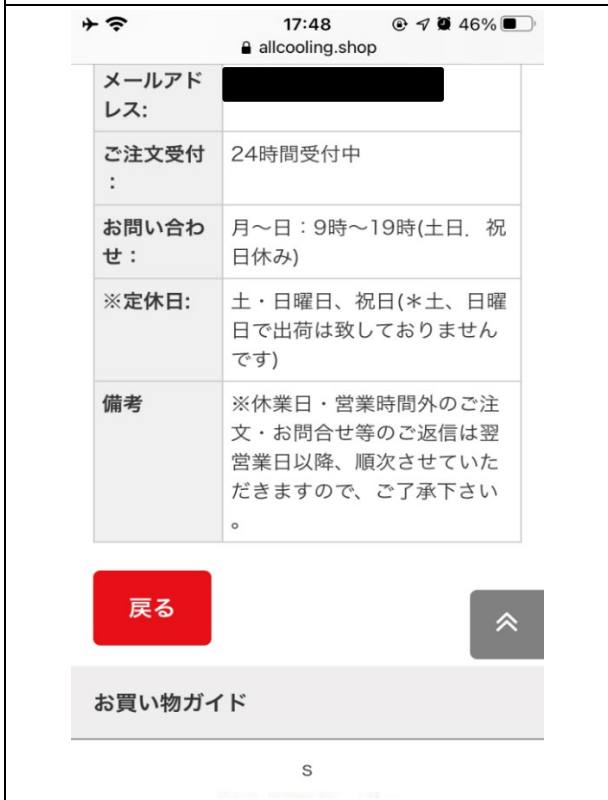 17:48
46%
allcooling.shop
メールアド
レス:
ご注文受付
:
24時間受付中
お問い合わ
せ：
月～日：9時～19時(土日．祝
日休み)
※定休日:
土・日曜日、祝日(＊土、日曜
日で出荷は致しておりません
です)
備考
※休業日・営業時間外のご注
文・お問合せ等のご返信は翌
営業日以降、順次させていた
だきますので、ご了承下さい
。
戻る
お買い物ガイド
s